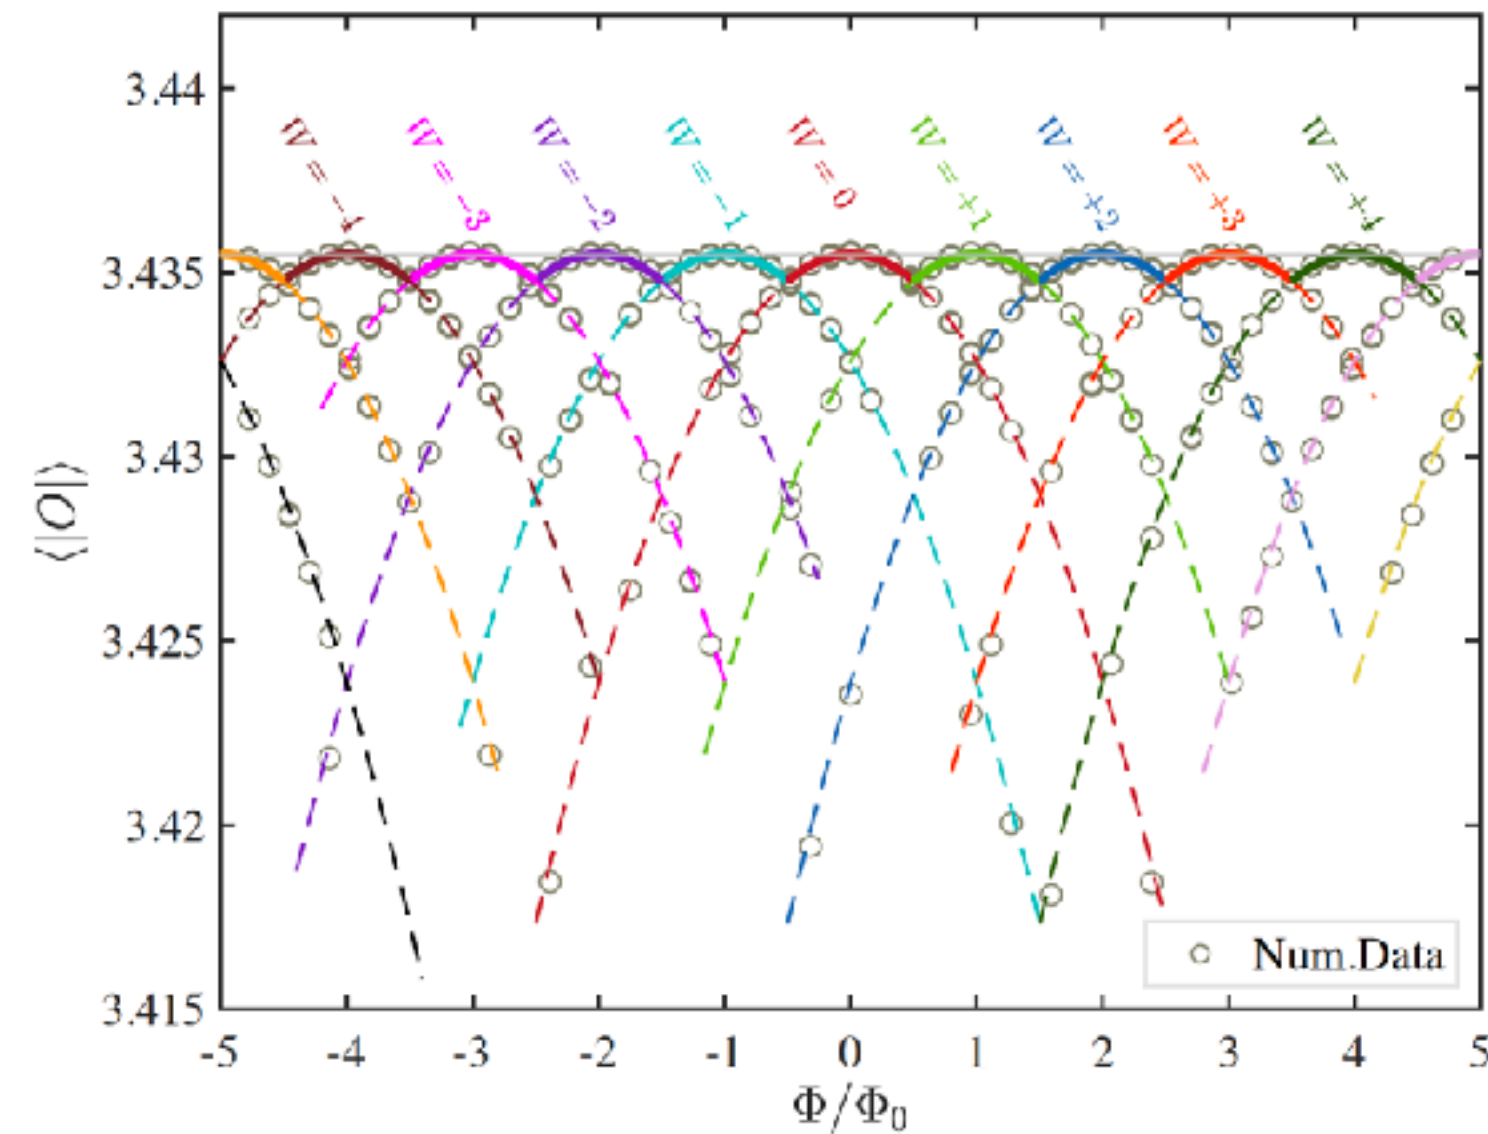 3.44
3.435
3.43
3.425
3.42
3.415
⟨|O|⟩
W = -4
W = -3
W = -2
W = -1
W = 0
W = +1
W = +2
W = +3
W = +4
Num.Data
-5 -4 -3 -2 -1 0 1 2 3 4 5
Φ/Φ₀